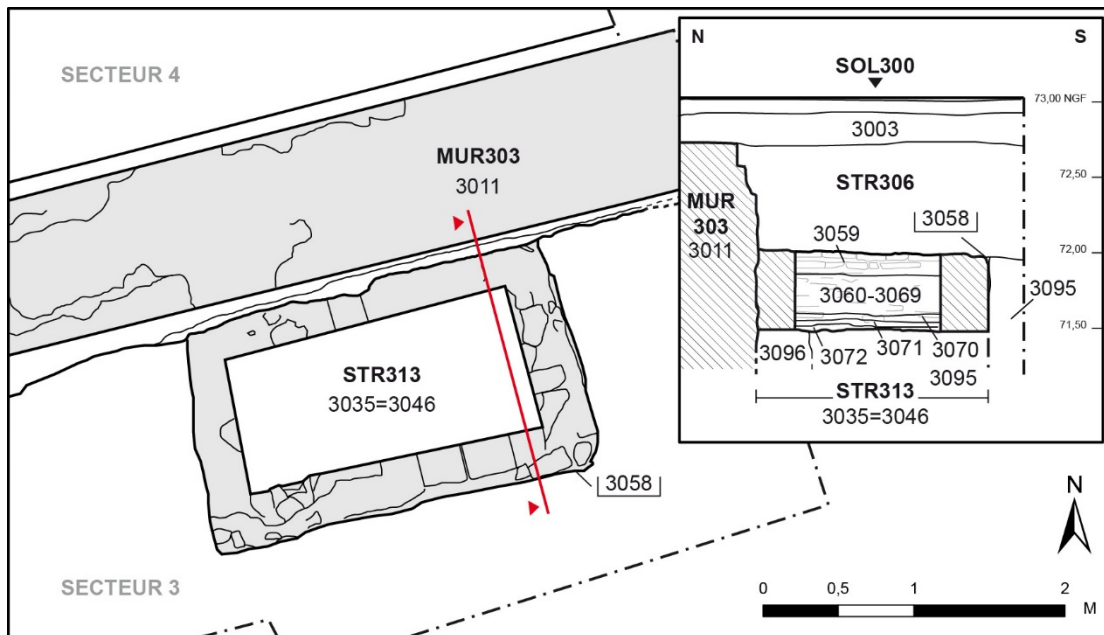 SECTEUR 4
MUR303
3011
STR313
3035=3046
3058
SECTEUR 3
N
S
SOL300
73,00 NGF
3003
72,50
STR306
MUR
303
3011
3058
3059
72,00
3060-3069
3095
71,50
3096
3072
3071
3070
3095
STR313
3035=3046
N
0
0,5
1
2
M